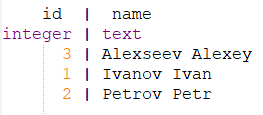 id | name
integer | text
3 | Alexseev Alexey
1 | Ivanov Ivan
2 | Petrov Petr